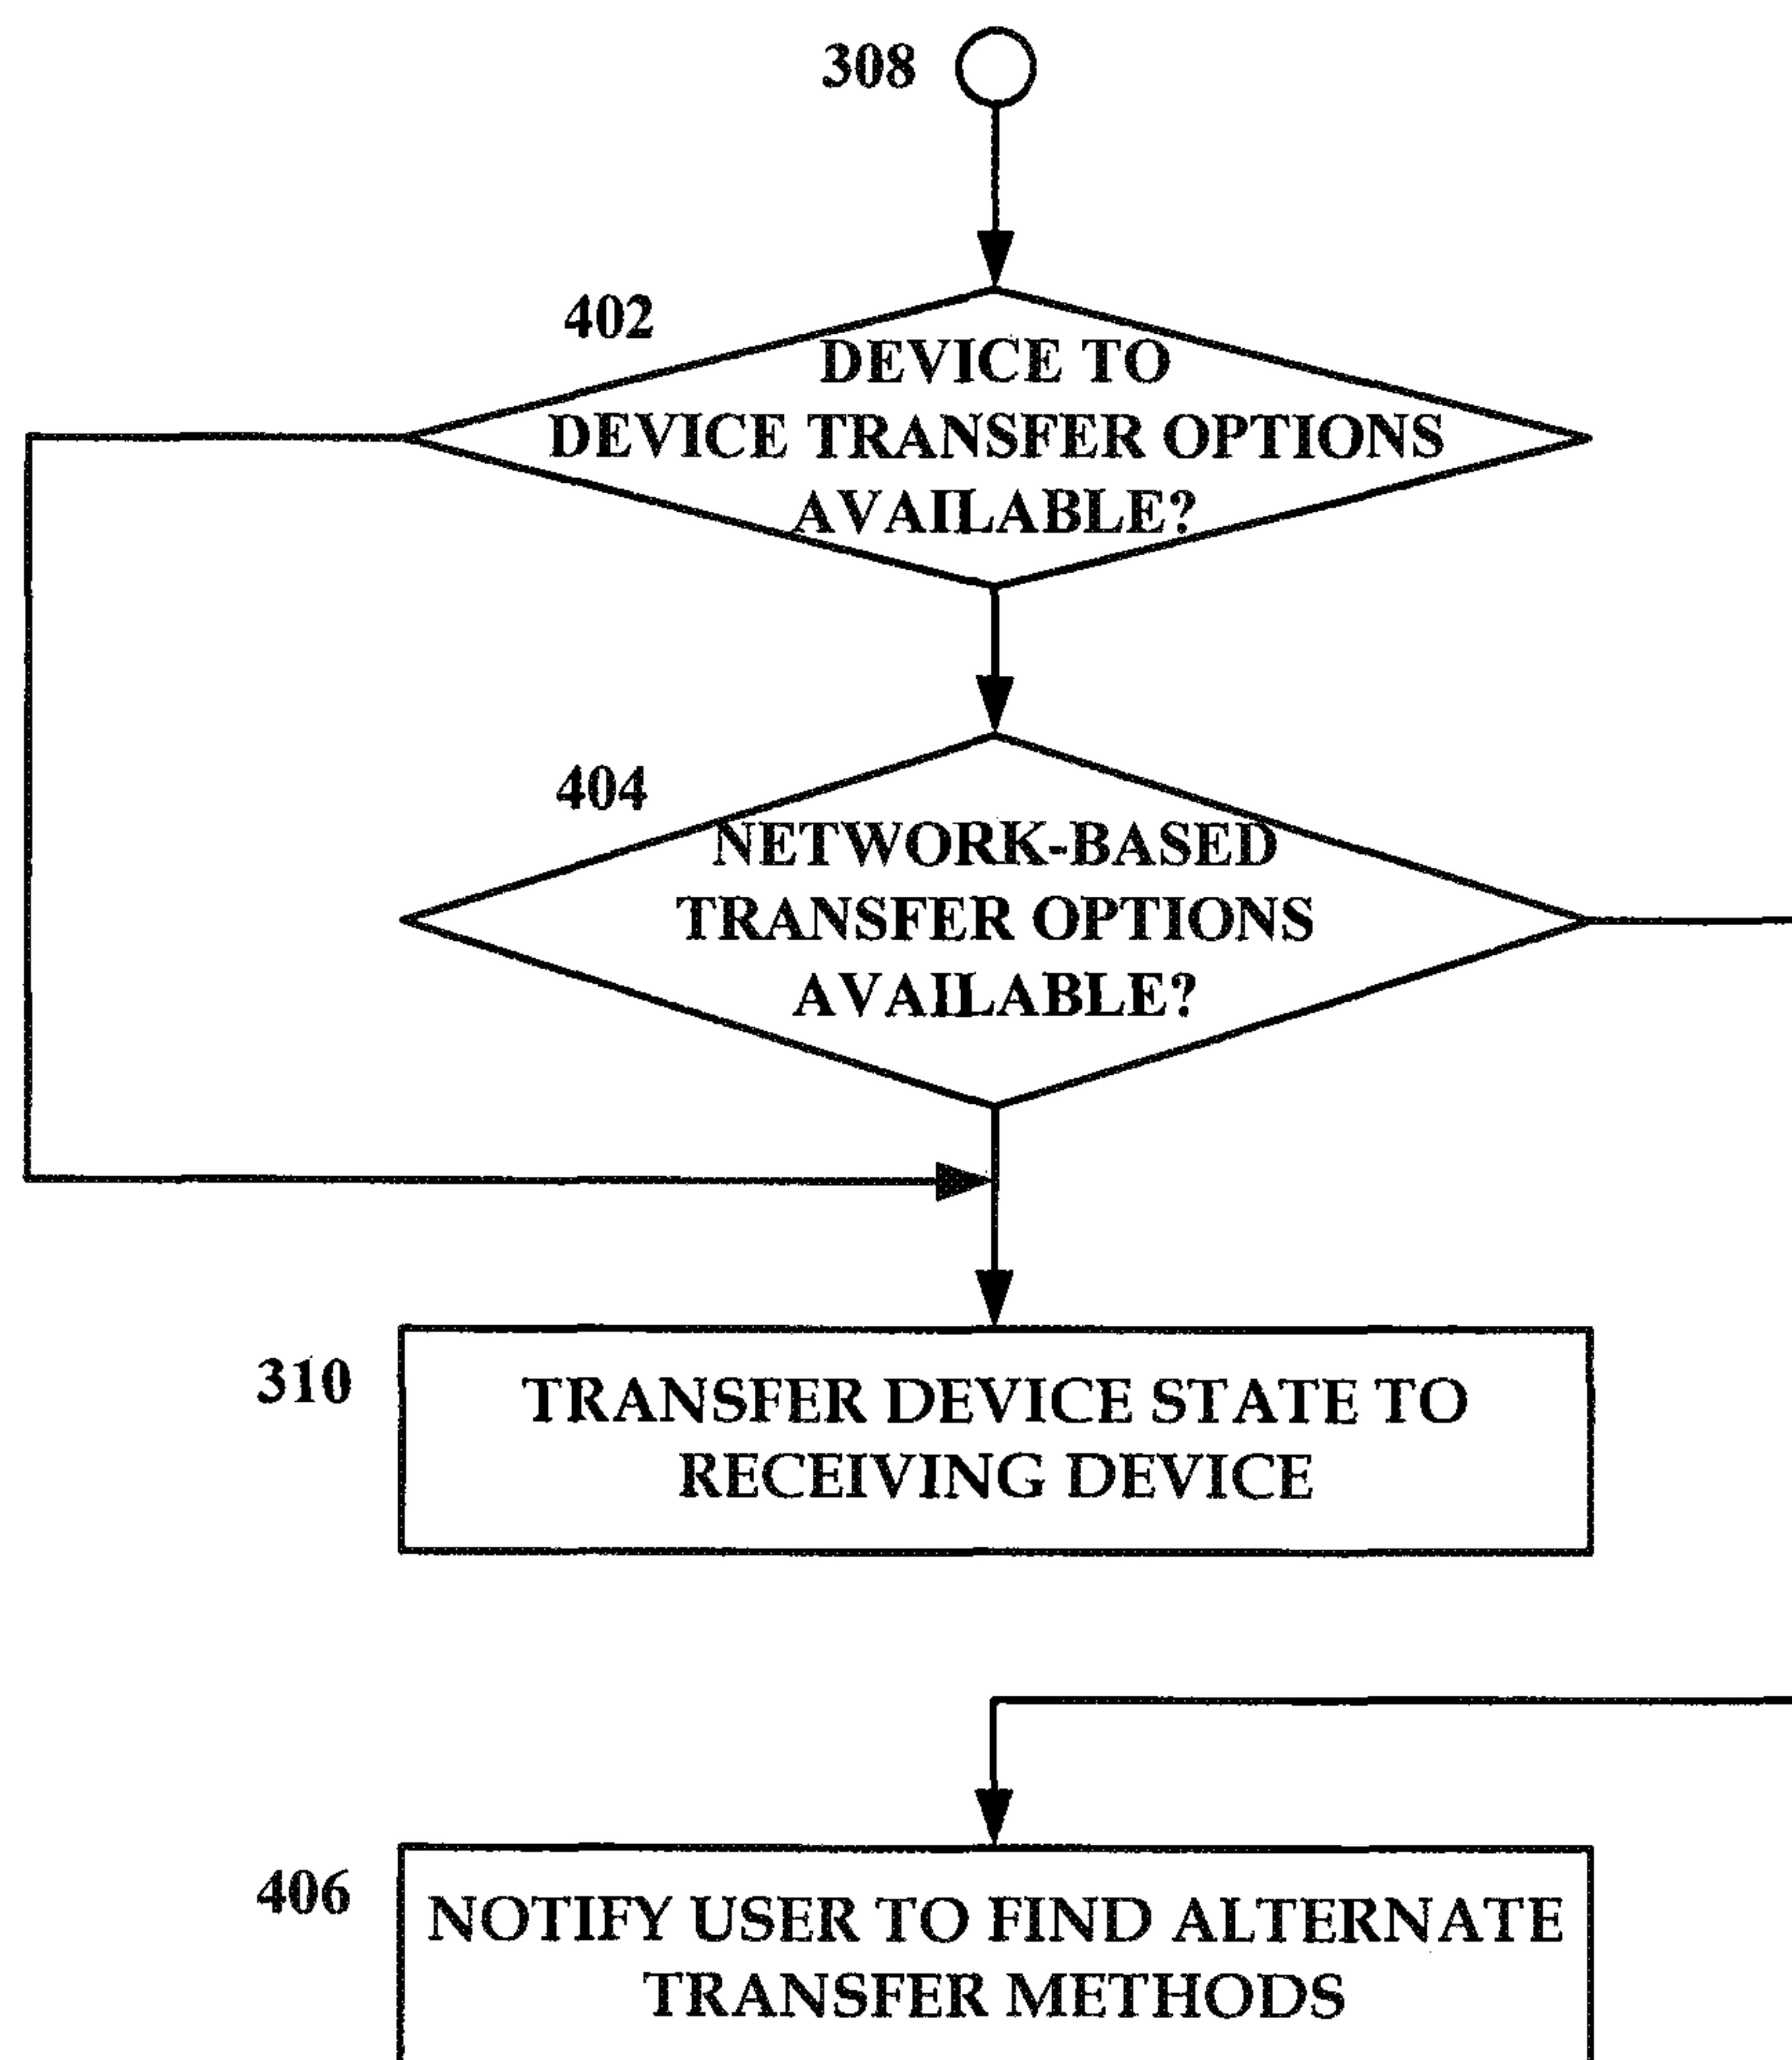 308
402
DEVICE TO
DEVICE TRANSFER OPTIONS
AVAILABLE?
404
NETWORK-BASED
TRANSFER OPTIONS
AVAILABLE?
310
TRANSFER DEVICE STATE TO
RECEIVING DEVICE
406
NOTIFY USER TO FIND ALTERNATE
TRANSFER METHODS